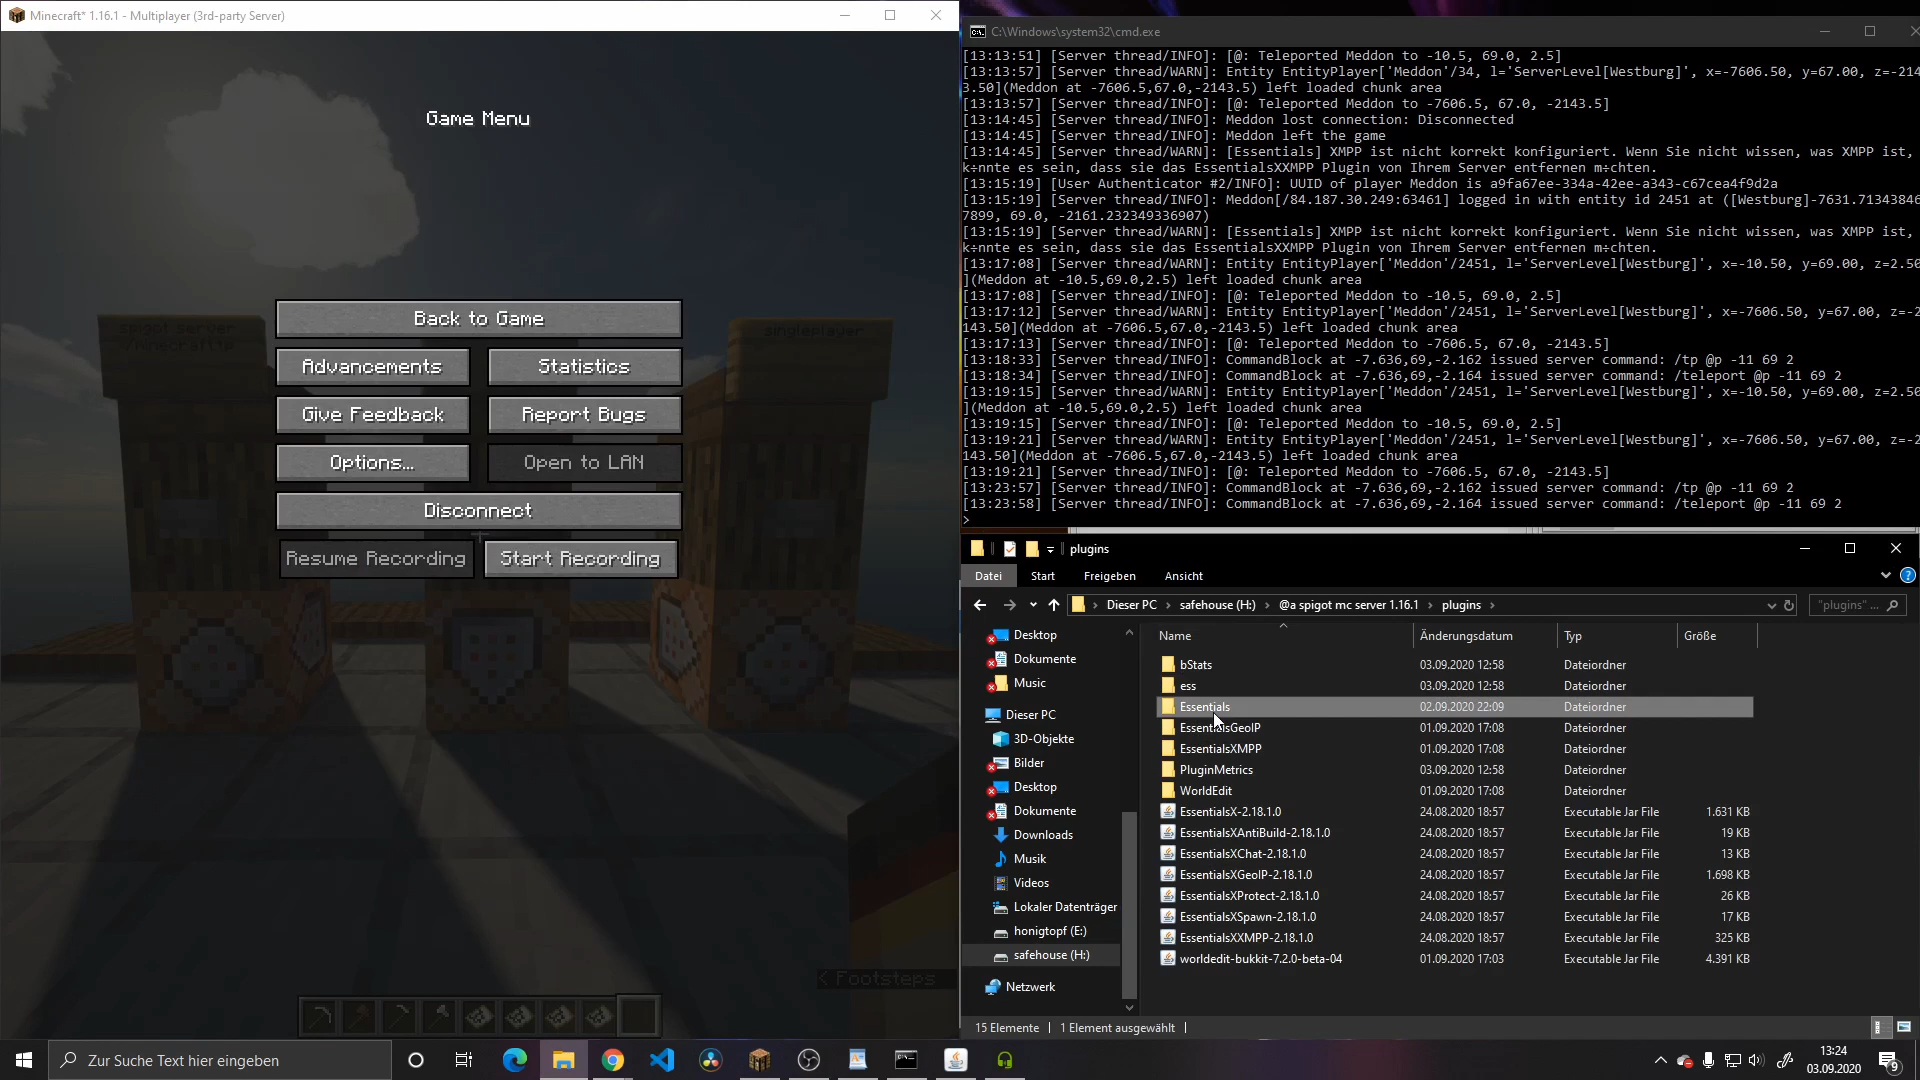 Minecraft* 1.16.1 - Multiplayer (3rd-party Server)
Game Menu
spigot server
/minecraft:tp
singleplayer
Back to Game
Advancements
Statistics
Give Feedback
Report Bugs
Options...
Open to LAN
Disconnect
Resume Recording
Start Recording
Footsteps
C:\Windows\system32\cmd.exe
[13:13:51] [Server thread/INFO]: [@: Teleported Meddon to -10.5, 69.0, 2.5]
[13:13:57] [Server thread/WARN]: Entity EntityPlayer['Meddon'/34, l='ServerLevel[Westburg]', x=-7606.50, y=67.00, z=-214
3.50](Meddon at -7606.5,67.0,-2143.5) left loaded chunk area
[13:13:57] [Server thread/INFO]: [@: Teleported Meddon to -7606.5, 67.0, -2143.5]
[13:14:45] [Server thread/INFO]: Meddon lost connection: Disconnected
[13:14:45] [Server thread/INFO]: Meddon left the game
[13:14:45] [Server thread/WARN]: [Essentials] XMPP ist nicht korrekt konfiguriert. Wenn Sie nicht wissen, was XMPP ist,
k÷nnte es sein, dass sie das EssentialsXXMPP Plugin von Ihrem Server entfernen m÷chten.
[13:15:19] [User Authenticator #2/INFO]: UUID of player Meddon is a9fa67ee-334a-42ee-a343-c67cea4f9d2a
[13:15:19] [Server thread/INFO]: Meddon[/84.187.30.249:63461] logged in with entity id 2451 at ([Westburg]-7631.71343846
7899, 69.0, -2161.232349336907)
[13:15:19] [Server thread/WARN]: [Essentials] XMPP ist nicht korrekt konfiguriert. Wenn Sie nicht wissen, was XMPP ist,
k÷nnte es sein, dass sie das EssentialsXXMPP Plugin von Ihrem Server entfernen m÷chten.
[13:17:08] [Server thread/WARN]: Entity EntityPlayer['Meddon'/2451, l='ServerLevel[Westburg]', x=-10.50, y=69.00, z=2.50
](Meddon at -10.5,69.0,2.5) left loaded chunk area
[13:17:08] [Server thread/INFO]: [@: Teleported Meddon to -10.5, 69.0, 2.5]
[13:17:12] [Server thread/WARN]: Entity EntityPlayer['Meddon'/2451, l='ServerLevel[Westburg]', x=-7606.50, y=67.00, z=-2
143.50](Meddon at -7606.5,67.0,-2143.5) left loaded chunk area
[13:17:13] [Server thread/INFO]: [@: Teleported Meddon to -7606.5, 67.0, -2143.5]
[13:18:33] [Server thread/INFO]: CommandBlock at -7.636,69,-2.162 issued server command: /tp @p -11 69 2
[13:18:34] [Server thread/INFO]: CommandBlock at -7.636,69,-2.164 issued server command: /teleport @p -11 69 2
[13:19:15] [Server thread/WARN]: Entity EntityPlayer['Meddon'/2451, l='ServerLevel[Westburg]', x=-10.50, y=69.00, z=2.50
](Meddon at -10.5,69.0,2.5) left loaded chunk area
[13:19:15] [Server thread/INFO]: [@: Teleported Meddon to -10.5, 69.0, 2.5]
[13:19:21] [Server thread/WARN]: Entity EntityPlayer['Meddon'/2451, l='ServerLevel[Westburg]', x=-7606.50, y=67.00, z=-2
143.50](Meddon at -7606.5,67.0,-2143.5) left loaded chunk area
[13:19:21] [Server thread/INFO]: [@: Teleported Meddon to -7606.5, 67.0, -2143.5]
[13:23:57] [Server thread/INFO]: CommandBlock at -7.636,69,-2.162 issued server command: /tp @p -11 69 2
[13:23:58] [Server thread/INFO]: CommandBlock at -7.636,69,-2.164 issued server command: /teleport @p -11 69 2
>
plugins
Datei Start Freigeben Ansicht
Dieser PC › safehouse (H:) › @a spigot mc server 1.16.1 › plugins ›
"plugins" ...
Desktop
Dokumente
Music
Dieser PC
3D-Objekte
Bilder
Desktop
Dokumente
Downloads
Musik
Videos
Lokaler Datenträger
honigtopf (E:)
safehouse (H:)
Netzwerk
Name Änderungsdatum Typ Größe
bStats 03.09.2020 12:58 Dateiordner
ess 03.09.2020 12:58 Dateiordner
Essentials 02.09.2020 22:09 Dateiordner
EssentialsGeoIP 01.09.2020 17:08 Dateiordner
EssentialsXMPP 01.09.2020 17:08 Dateiordner
PluginMetrics 03.09.2020 12:58 Dateiordner
WorldEdit 01.09.2020 17:08 Dateiordner
EssentialsX-2.18.1.0 24.08.2020 18:57 Executable Jar File 1.631 KB
EssentialsXAntiBuild-2.18.1.0 24.08.2020 18:57 Executable Jar File 19 KB
EssentialsXChat-2.18.1.0 24.08.2020 18:57 Executable Jar File 13 KB
EssentialsXGeoIP-2.18.1.0 24.08.2020 18:57 Executable Jar File 1.698 KB
EssentialsXProtect-2.18.1.0 24.08.2020 18:57 Executable Jar File 26 KB
EssentialsXSpawn-2.18.1.0 24.08.2020 18:57 Executable Jar File 17 KB
EssentialsXXMPP-2.18.1.0 24.08.2020 18:57 Executable Jar File 325 KB
worldedit-bukkit-7.2.0-beta-04 01.09.2020 17:03 Executable Jar File 4.391 KB
15 Elemente 1 Element ausgewählt
Zur Suche Text hier eingeben
13:24
03.09.2020
9